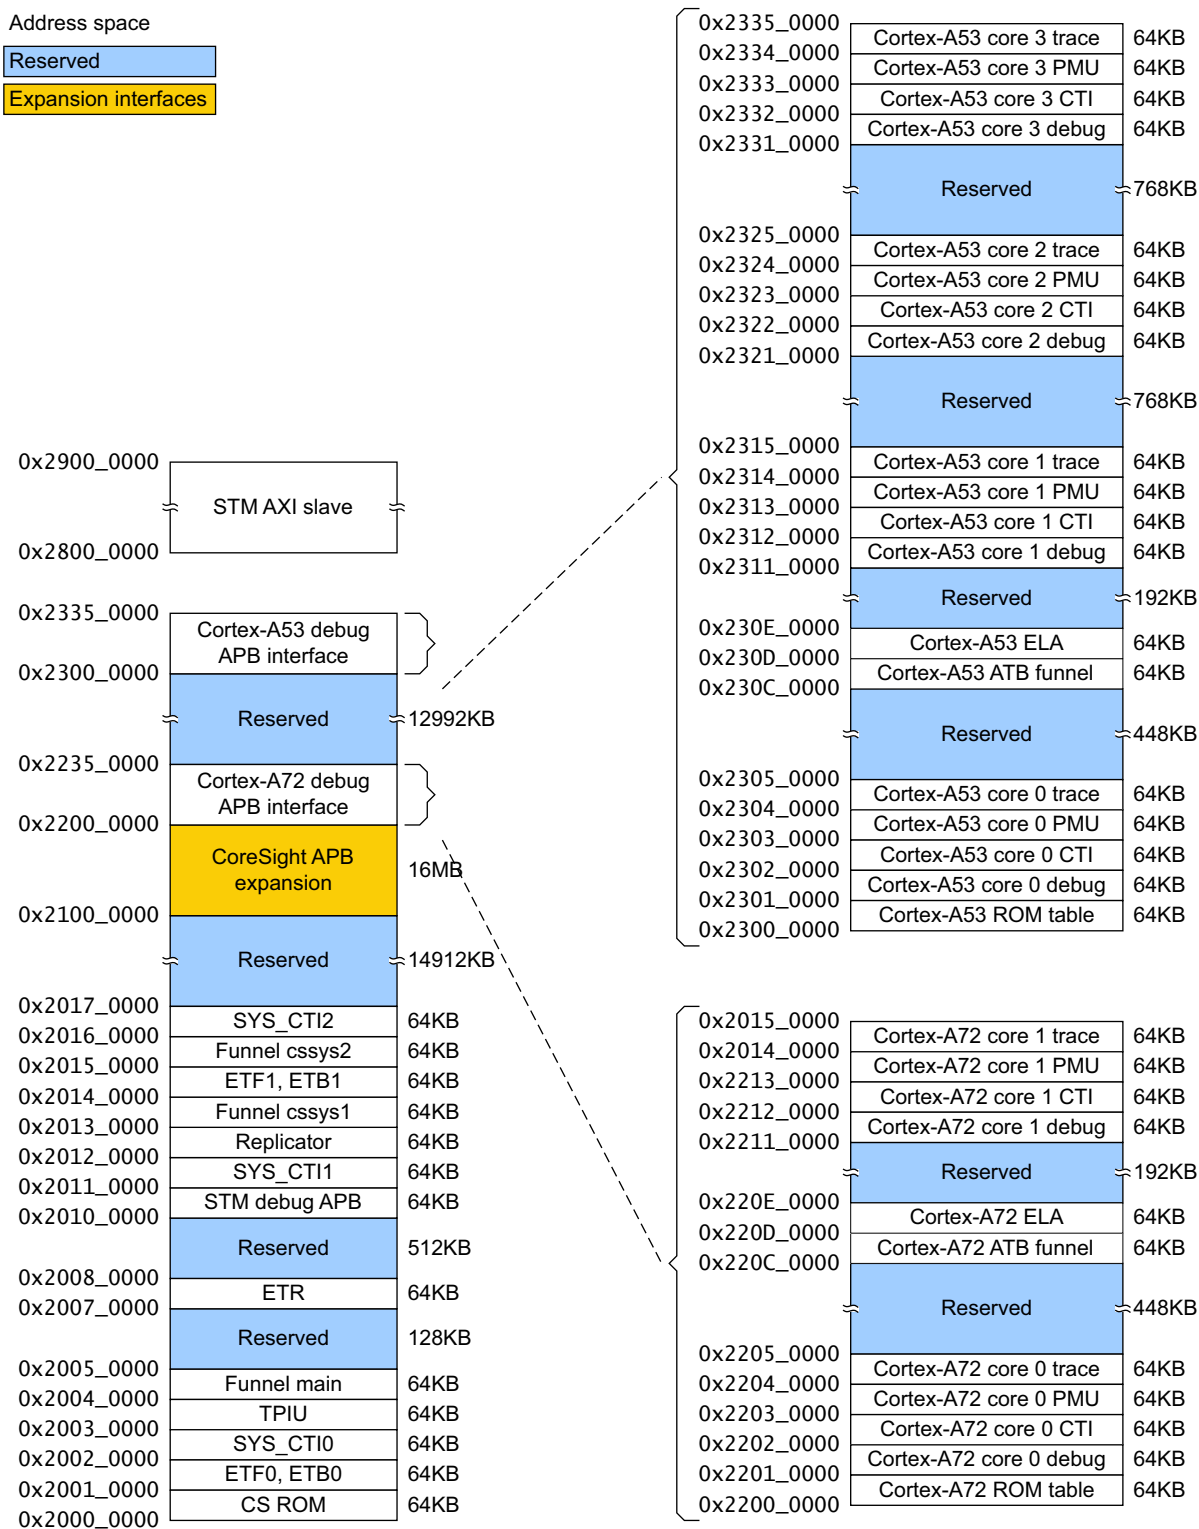 Address space
Reserved
Expansion interfaces
0x2900_0000
STM AXI slave
0x2800_0000
0x2335_0000
Cortex-A53 debug
APB interface
0x2300_0000
Reserved
12992KB
0x2235_0000
Cortex-A72 debug
APB interface
0x2200_0000
CoreSight APB
expansion
16MB
0x2100_0000
Reserved
14912KB
0x2017_0000
SYS_CTI2
64KB
0x2016_0000
Funnel cssys2
64KB
0x2015_0000
ETF1, ETB1
64KB
0x2014_0000
Funnel cssys1
64KB
0x2013_0000
Replicator
64KB
0x2012_0000
SYS_CTI1
64KB
0x2011_0000
STM debug APB
64KB
0x2010_0000
Reserved
512KB
0x2008_0000
ETR
64KB
0x2007_0000
Reserved
128KB
0x2005_0000
Funnel main
64KB
0x2004_0000
TPIU
64KB
0x2003_0000
SYS_CTI0
64KB
0x2002_0000
ETF0, ETB0
64KB
0x2001_0000
CS ROM
64KB
0x2000_0000
0x2335_0000
Cortex-A53 core 3 trace
64KB
0x2334_0000
Cortex-A53 core 3 PMU
64KB
0x2333_0000
Cortex-A53 core 3 CTI
64KB
0x2332_0000
Cortex-A53 core 3 debug
64KB
0x2331_0000
Reserved
768KB
0x2325_0000
Cortex-A53 core 2 trace
64KB
0x2324_0000
Cortex-A53 core 2 PMU
64KB
0x2323_0000
Cortex-A53 core 2 CTI
64KB
0x2322_0000
Cortex-A53 core 2 debug
64KB
0x2321_0000
Reserved
768KB
0x2315_0000
Cortex-A53 core 1 trace
64KB
0x2314_0000
Cortex-A53 core 1 PMU
64KB
0x2313_0000
Cortex-A53 core 1 CTI
64KB
0x2312_0000
Cortex-A53 core 1 debug
64KB
0x2311_0000
Reserved
192KB
0x230E_0000
Cortex-A53 ELA
64KB
0x230D_0000
Cortex-A53 ATB funnel
64KB
0x230C_0000
Reserved
448KB
0x2305_0000
Cortex-A53 core 0 trace
64KB
0x2304_0000
Cortex-A53 core 0 PMU
64KB
0x2303_0000
Cortex-A53 core 0 CTI
64KB
0x2302_0000
Cortex-A53 core 0 debug
64KB
0x2301_0000
Cortex-A53 ROM table
64KB
0x2300_0000
0x2015_0000
Cortex-A72 core 1 trace
64KB
0x2014_0000
Cortex-A72 core 1 PMU
64KB
0x2213_0000
Cortex-A72 core 1 CTI
64KB
0x2212_0000
Cortex-A72 core 1 debug
64KB
0x2211_0000
Reserved
192KB
0x220E_0000
Cortex-A72 ELA
64KB
0x220D_0000
Cortex-A72 ATB funnel
64KB
0x220C_0000
Reserved
448KB
0x2205_0000
Cortex-A72 core 0 trace
64KB
0x2204_0000
Cortex-A72 core 0 PMU
64KB
0x2203_0000
Cortex-A72 core 0 CTI
64KB
0x2202_0000
Cortex-A72 core 0 debug
64KB
0x2201_0000
Cortex-A72 ROM table
64KB
0x2200_0000